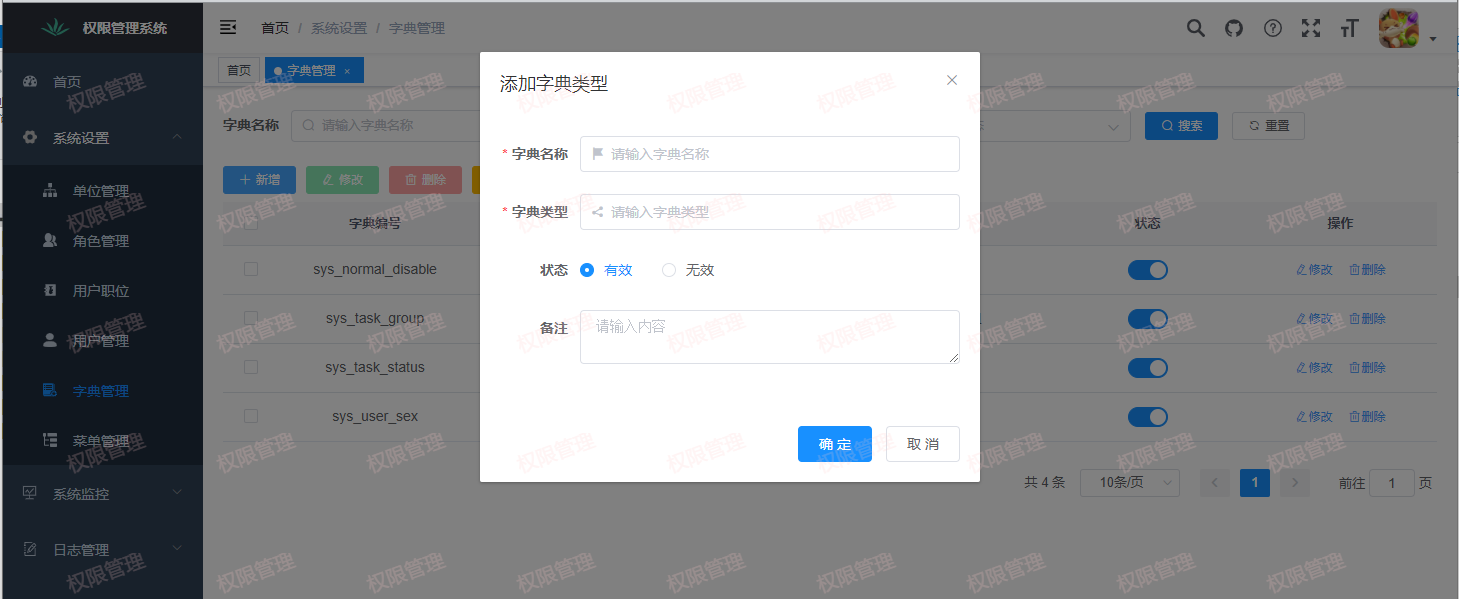 权限管理系统
首页 / 系统设置 / 字典管理
首页
字典管理 ×
首页
系统设置
单位管理
角色管理
用户职位
用户管理
字典管理
菜单管理
系统监控
日志管理
字典名称 请输入字典名称
搜索 重置
新增 修改 删除
字典编号 状态 操作
sys_normal_disable 修改 删除
sys_task_group 修改 删除
sys_task_status 修改 删除
sys_user_sex 修改 删除
共 4 条 10条/页 1 前往 1 页
添加字典类型
* 字典名称 请输入字典名称
* 字典类型 请输入字典类型
状态 有效 无效
备注 请输入内容
确 定 取 消
权限管理